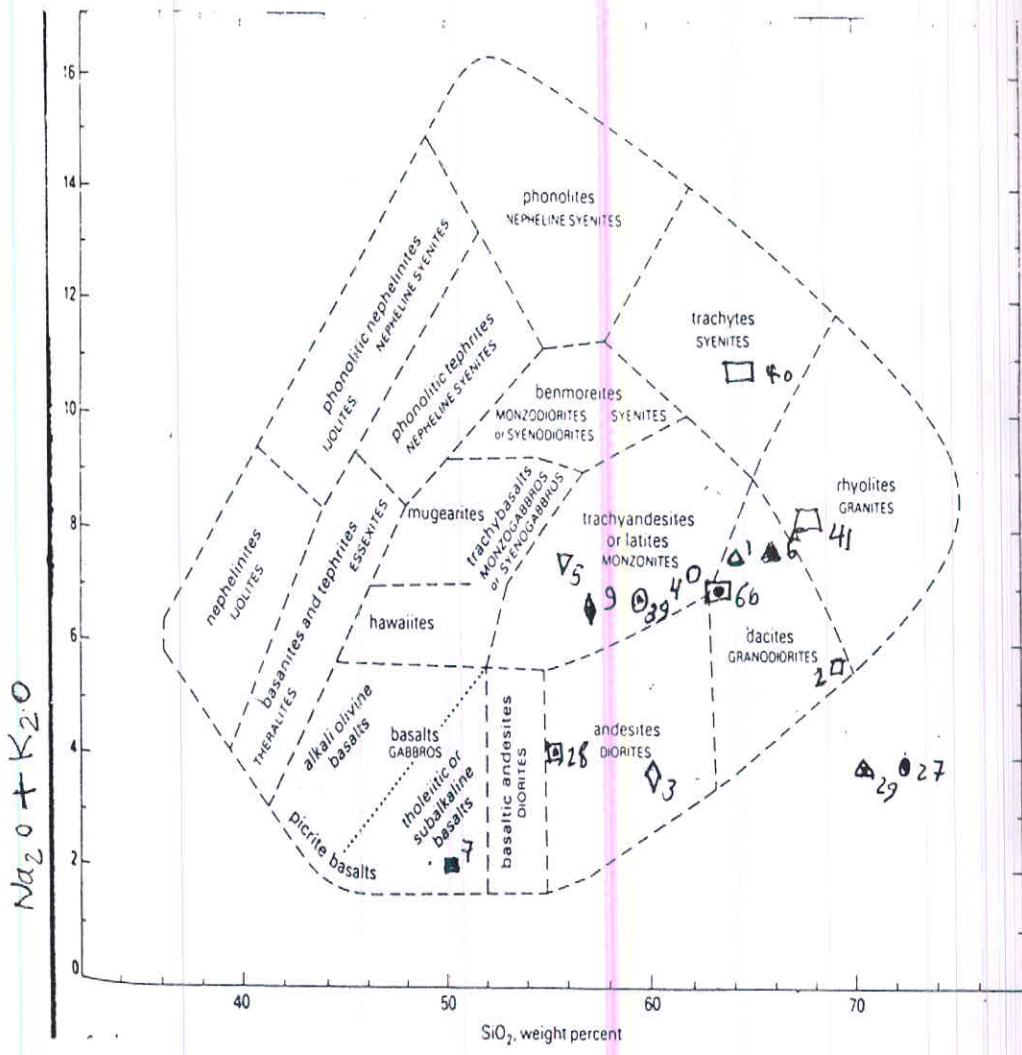 16
14
12
10
8
6
4
2
0
Na2O + K2O
40
50
60
70
SiO2, weight percent
phonolites
NEPHELINE SYENITES
phonolitic nephelinites
NEPHELINE SYENITES
IJOLITES
phonolitic tephrites
NEPHELINE SYENITES
trachytes
SYENITES
40
benmoreites
MONZODIORITES
or SYENODIORITES
SYENITES
nephelinites
IJOLITES
basanites and tephrites
ESSEXITES
THERALITES
mugearites
trachybasalts
MONZOGABBROS
or SYENOGABBROS
trachyandesites
or latites
MONZONITES
rhyolites
GRANITES
41
1
6
5
9
39
4
66
hawaiites
dacites
GRANODIORITES
2
alkali olivine
basalts
basalts
GABBROS
tholeiitic or
subalkaline
basalts
7
picrite basalts
basaltic andesites
DIORITES
andesites
DIORITES
28
3
29
27